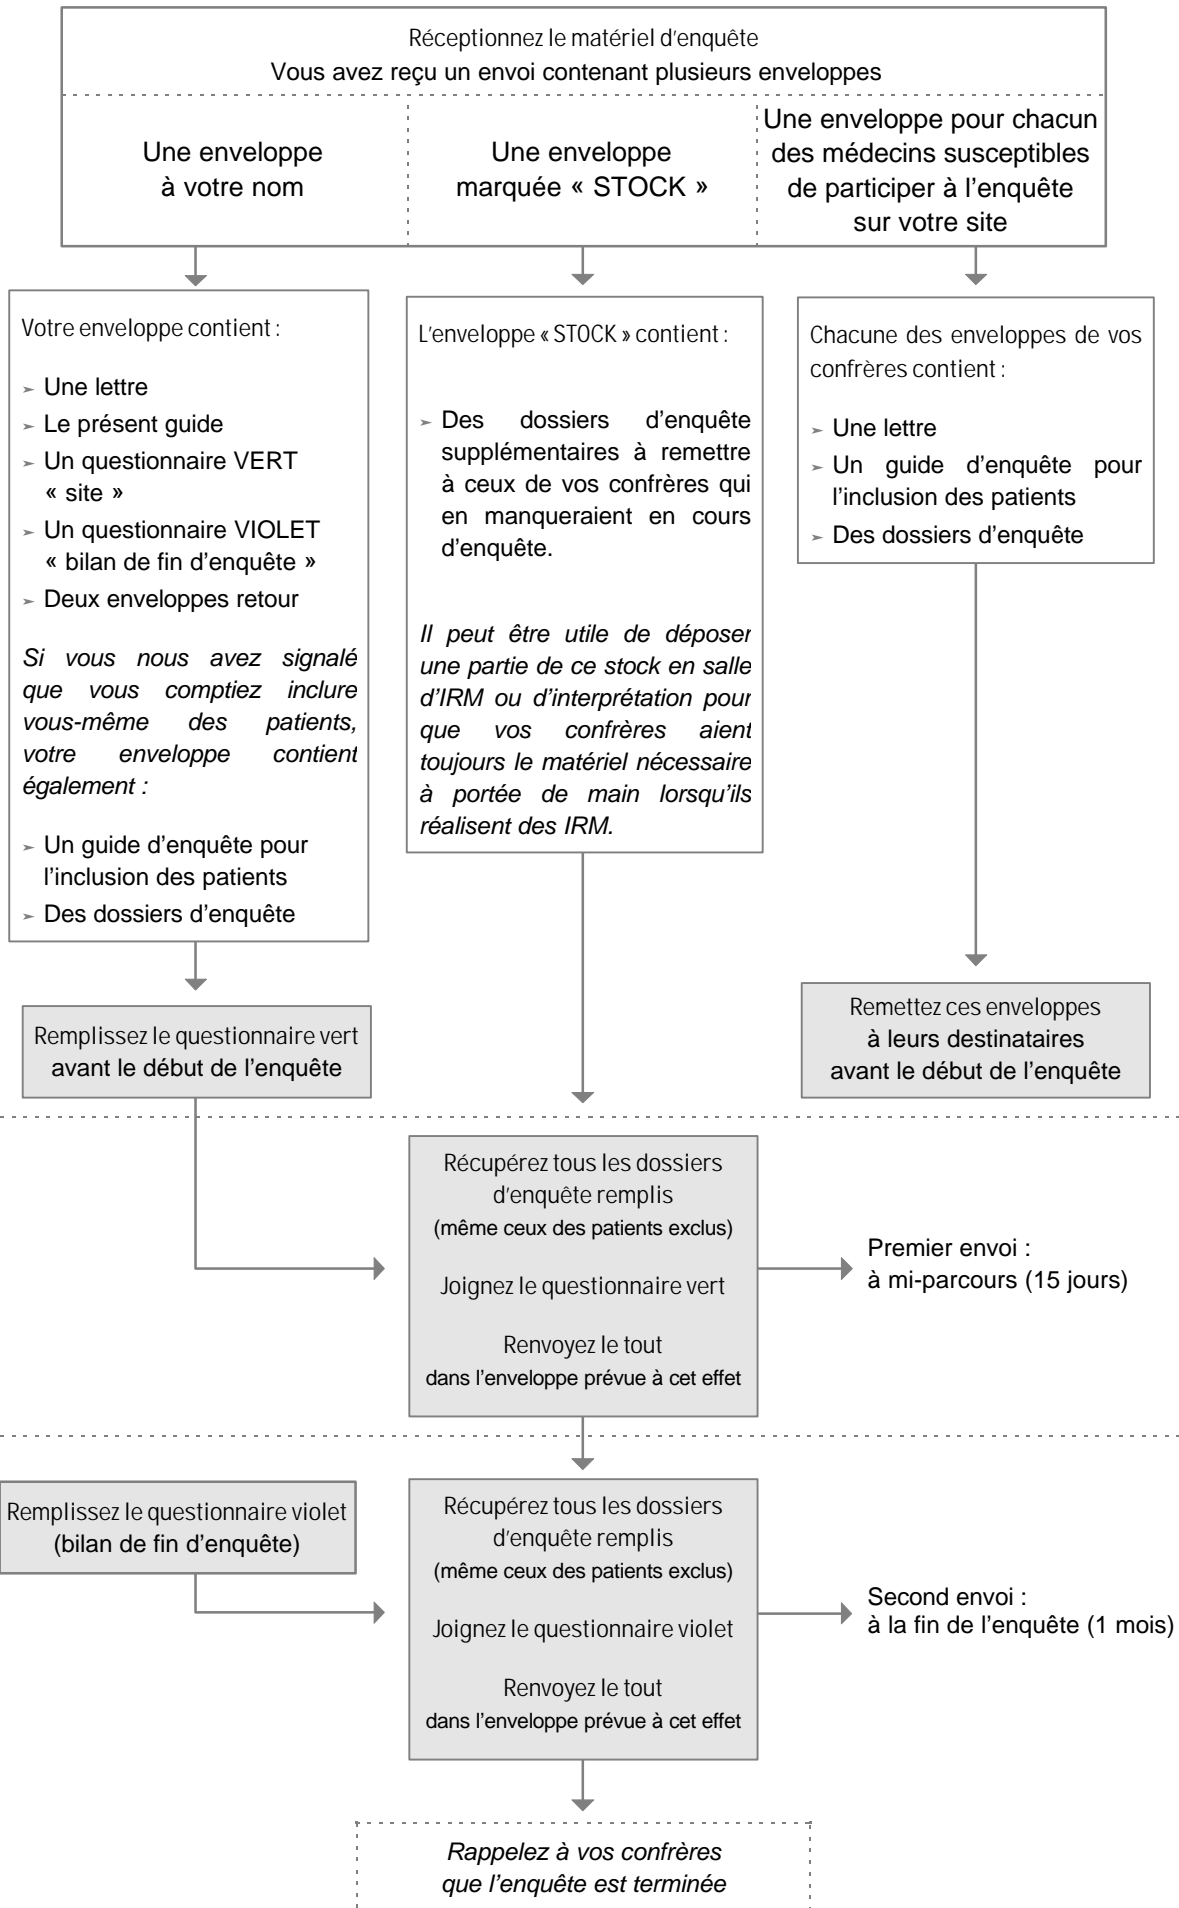 Réceptionnez le matériel d'enquête
Vous avez reçu un envoi contenant plusieurs enveloppes
Une enveloppe
à votre nom
Une enveloppe
marquée « STOCK »
Une enveloppe pour chacun
des médecins susceptibles
de participer à l'enquête
sur votre site
Votre enveloppe contient :
➢ Une lettre
➢ Le présent guide
➢ Un questionnaire VERT
« site »
➢ Un questionnaire VIOLET
« bilan de fin d'enquête »
➢ Deux enveloppes retour
Si vous nous avez signalé
que vous comptiez inclure
vous-même des patients,
votre enveloppe contient
également :
➢ Un guide d'enquête pour
l'inclusion des patients
➢ Des dossiers d'enquête
L'enveloppe « STOCK » contient :
➢ Des dossiers d'enquête
supplémentaires à remettre
à ceux de vos confrères qui
en manqueraient en cours
d'enquête.
Il peut être utile de déposer
une partie de ce stock en salle
d'IRM ou d'interprétation pour
que vos confrères aient
toujours le matériel nécessaire
à portée de main lorsqu'ils
réalisent des IRM.
Chacune des enveloppes de vos
confrères contient :
➢ Une lettre
➢ Un guide d'enquête pour
l'inclusion des patients
➢ Des dossiers d'enquête
Remplissez le questionnaire vert
avant le début de l'enquête
Remettez ces enveloppes
à leurs destinataires
avant le début de l'enquête
Récupérez tous les dossiers
d'enquête remplis
(même ceux des patients exclus)
Joignez le questionnaire vert
Renvoyez le tout
dans l'enveloppe prévue à cet effet
Premier envoi :
à mi-parcours (15 jours)
Remplissez le questionnaire violet
(bilan de fin d'enquête)
Récupérez tous les dossiers
d'enquête remplis
(même ceux des patients exclus)
Joignez le questionnaire violet
Renvoyez le tout
dans l'enveloppe prévue à cet effet
Second envoi :
à la fin de l'enquête (1 mois)
Rappelez à vos confrères
que l'enquête est terminée